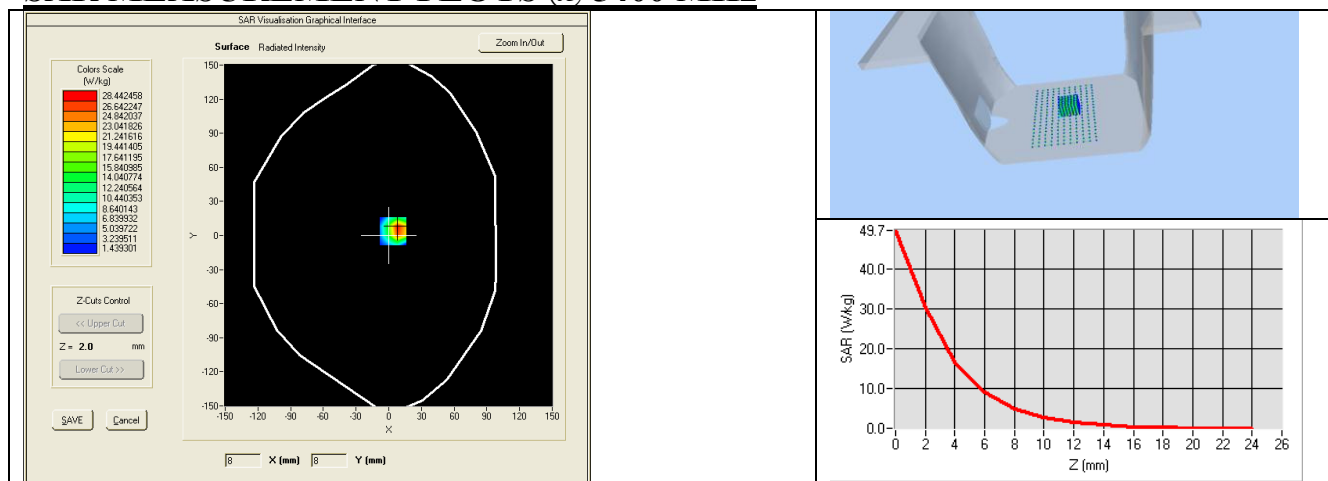 SAR MEASUREMENT PLOTS @ 5400 MHz
SAR Visualisation Graphical Interface
Surface Radiated Intensity
Zoom In/Out
Colors Scale
(W/kg)
28.442458
26.642247
24.842037
23.041826
21.241616
19.441405
17.641195
15.840985
14.040774
12.240564
10.440353
8.640143
6.839932
5.039722
3.239511
1.439301
Z-Cuts Control
<< Upper Cut
Z = 2.0 mm
Lower Cut >>
SAVE Cancel
150-
120-
90-
60-
30-
0-
-30-
-60-
-90-
-120-
-150-
Y
-150 -120 -90 -60 -30 0 30 60 90 120 150
X
8 X (mm) 8 Y (mm)
49.7-
40.0-
30.0-
20.0-
10.0-
0.0-
SAR (W/kg)
0 2 4 6 8 10 12 14 16 18 20 22 24 26
Z (mm)